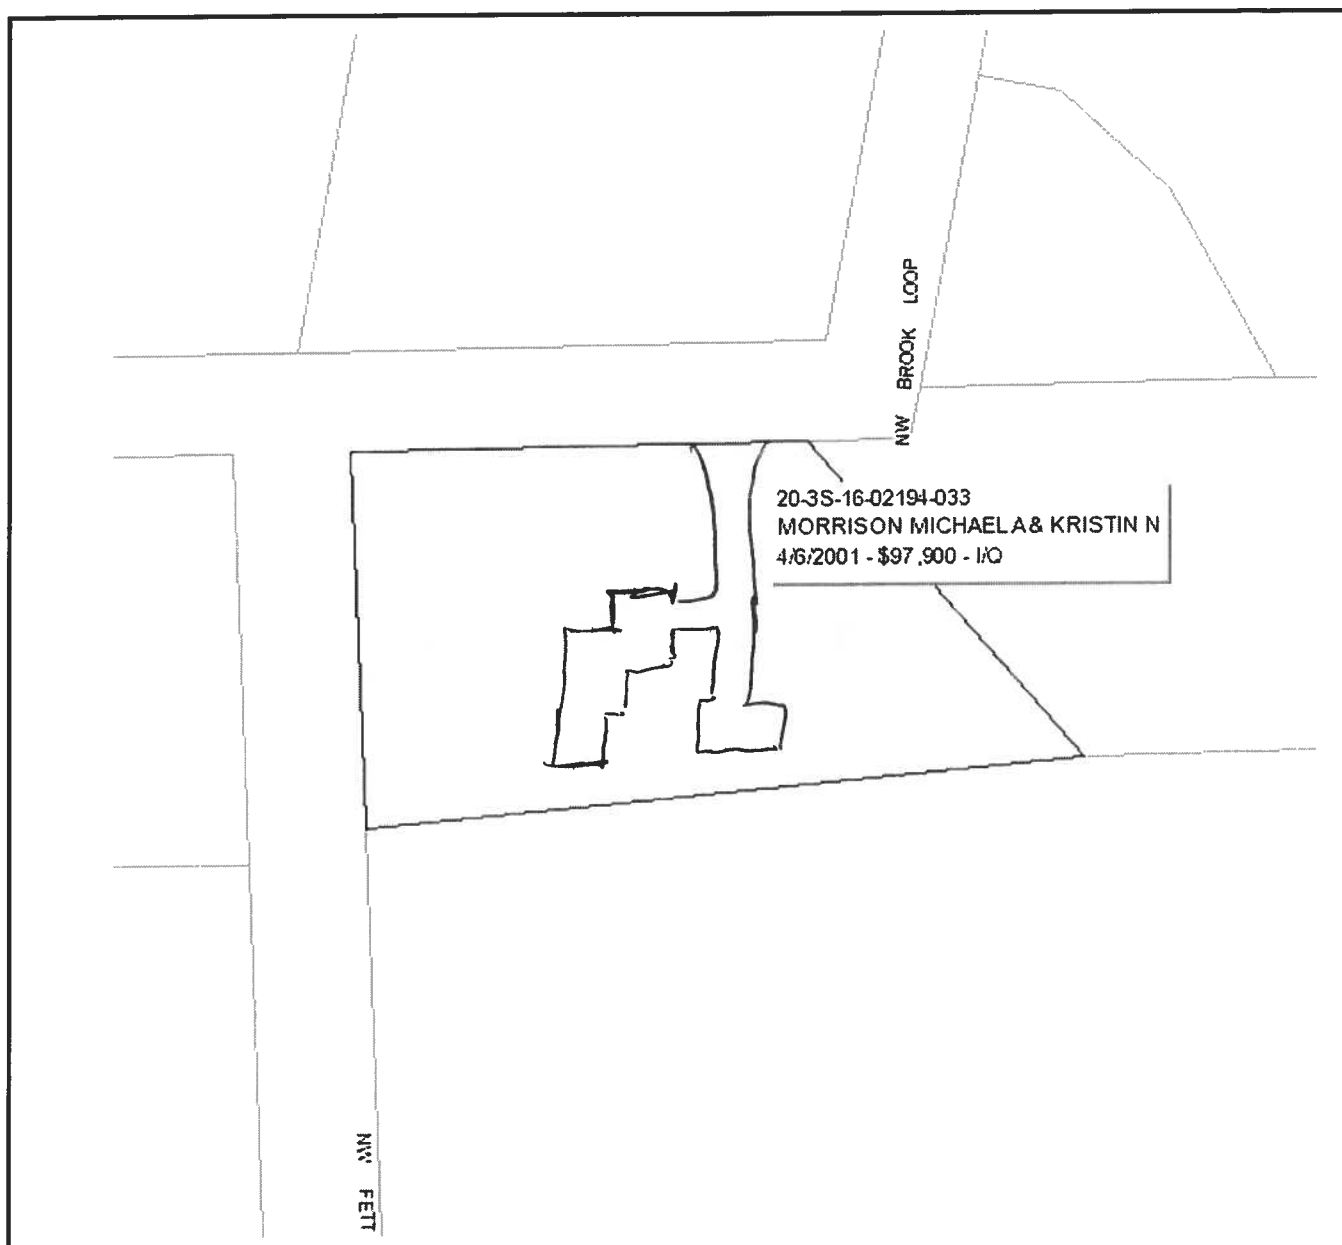 NW BROOK LOOP
20-3S-16-02194-033
MORRISON MICHAEL A & KRISTIN N
4/6/2001 - $97,900 - I/Q
NW FETT